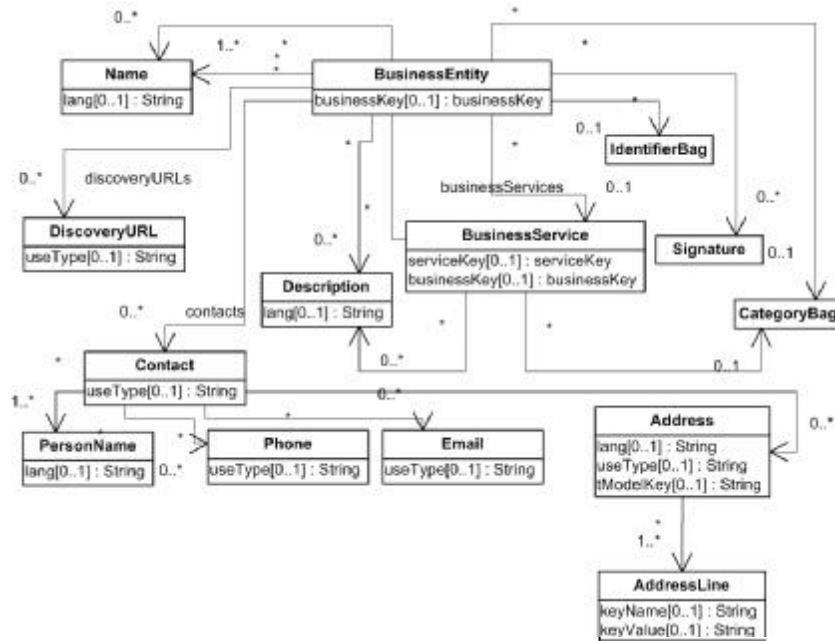 0..*
*
1..*
*
*
*
*
Name
lang[0..1] : String
BusinessEntity
businessKey[0..1] : businessKey
*
0..1
IdentifierBag
*
*
0..*
discoveryURLs
businessServices
0..1
0..*
DiscoveryURL
useType[0..1] : String
*
0..*
BusinessService
serviceKey[0..1] : serviceKey
businessKey[0..1] : businessKey
Signature
0..1
Description
lang[0..1] : String
CategoryBag
0..*
contacts
*
*
0..*
0..1
*
Contact
useType[0..1] : String
1..*
0..*
0..*
*
*
PersonName
lang[0..1] : String
*
0..*
Phone
useType[0..1] : String
Email
useType[0..1] : String
Address
lang[0..1] : String
useType[0..1] : String
tModelKey[0..1] : String
*
1..*
AddressLine
keyName[0..1] : String
keyValue[0..1] : String